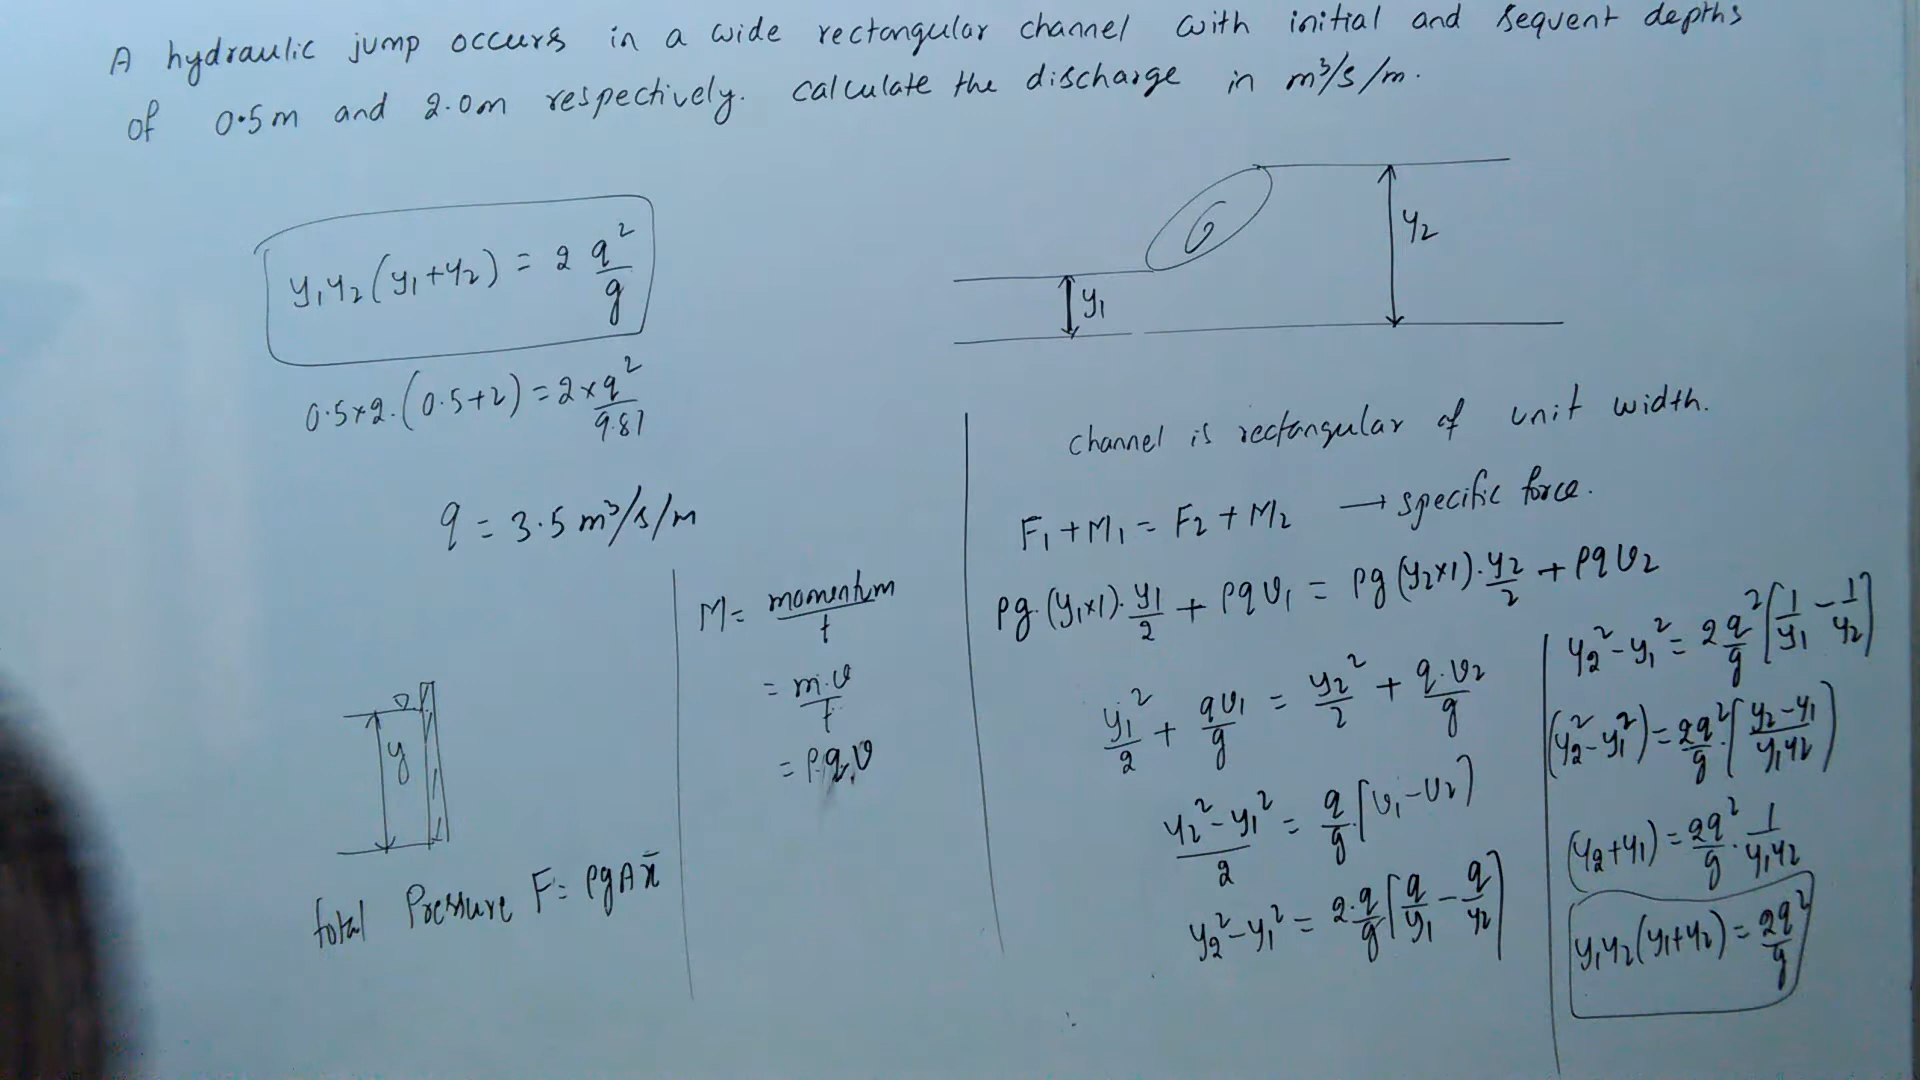 A hydraulic jump occurs in a wide rectangular channel with initial and sequent depths
of 0.5m and 2.0m respectively. calculate the discharge in m³/s/m.
y₁y₂(y₁+y₂) = 2 q²/g
0.5×2.(0.5+2) = 2×q²/9.81
q = 3.5 m³/s/m
y
total Pressure F = ρgAx̄
M = momentum/t
= m.v/t
= ρq.v
y₁
y₂
channel is rectangular of unit width.
F₁+M₁ = F₂+M₂ → specific force.
ρg.(y₁×1).y₁/2 + ρqv₁ = ρg(y₂×1).y₂/2 + ρqv₂
y₁²/2 + qv₁/g = y₂²/2 + q.v₂/g
y₂²-y₁²/2 = q/g.[v₁-v₂]
y₂²-y₁² = 2.q/g[q/y₁ - q/y₂]
y₂²-y₁² = 2q²/g[1/y₁ - 1/y₂]
(y₂²-y₁²) = 2q²/g.(y₂-y₁/y₁y₂)
(y₂+y₁) = 2q²/g.1/y₁y₂
y₁y₂(y₁+y₂) = 2q²/g